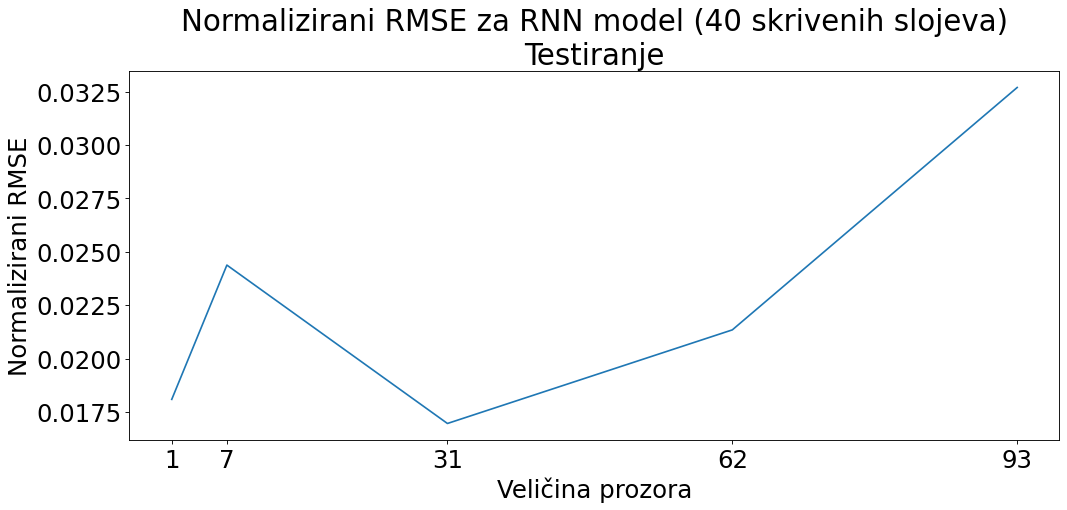 Normalizirani RMSE za RNN model (40 skrivenih slojeva)
Testiranje
Normalizirani RMSE
0.0325
0.0300
0.0275
0.0250
0.0225
0.0200
0.0175
1 7 31 62 93
Veličina prozora